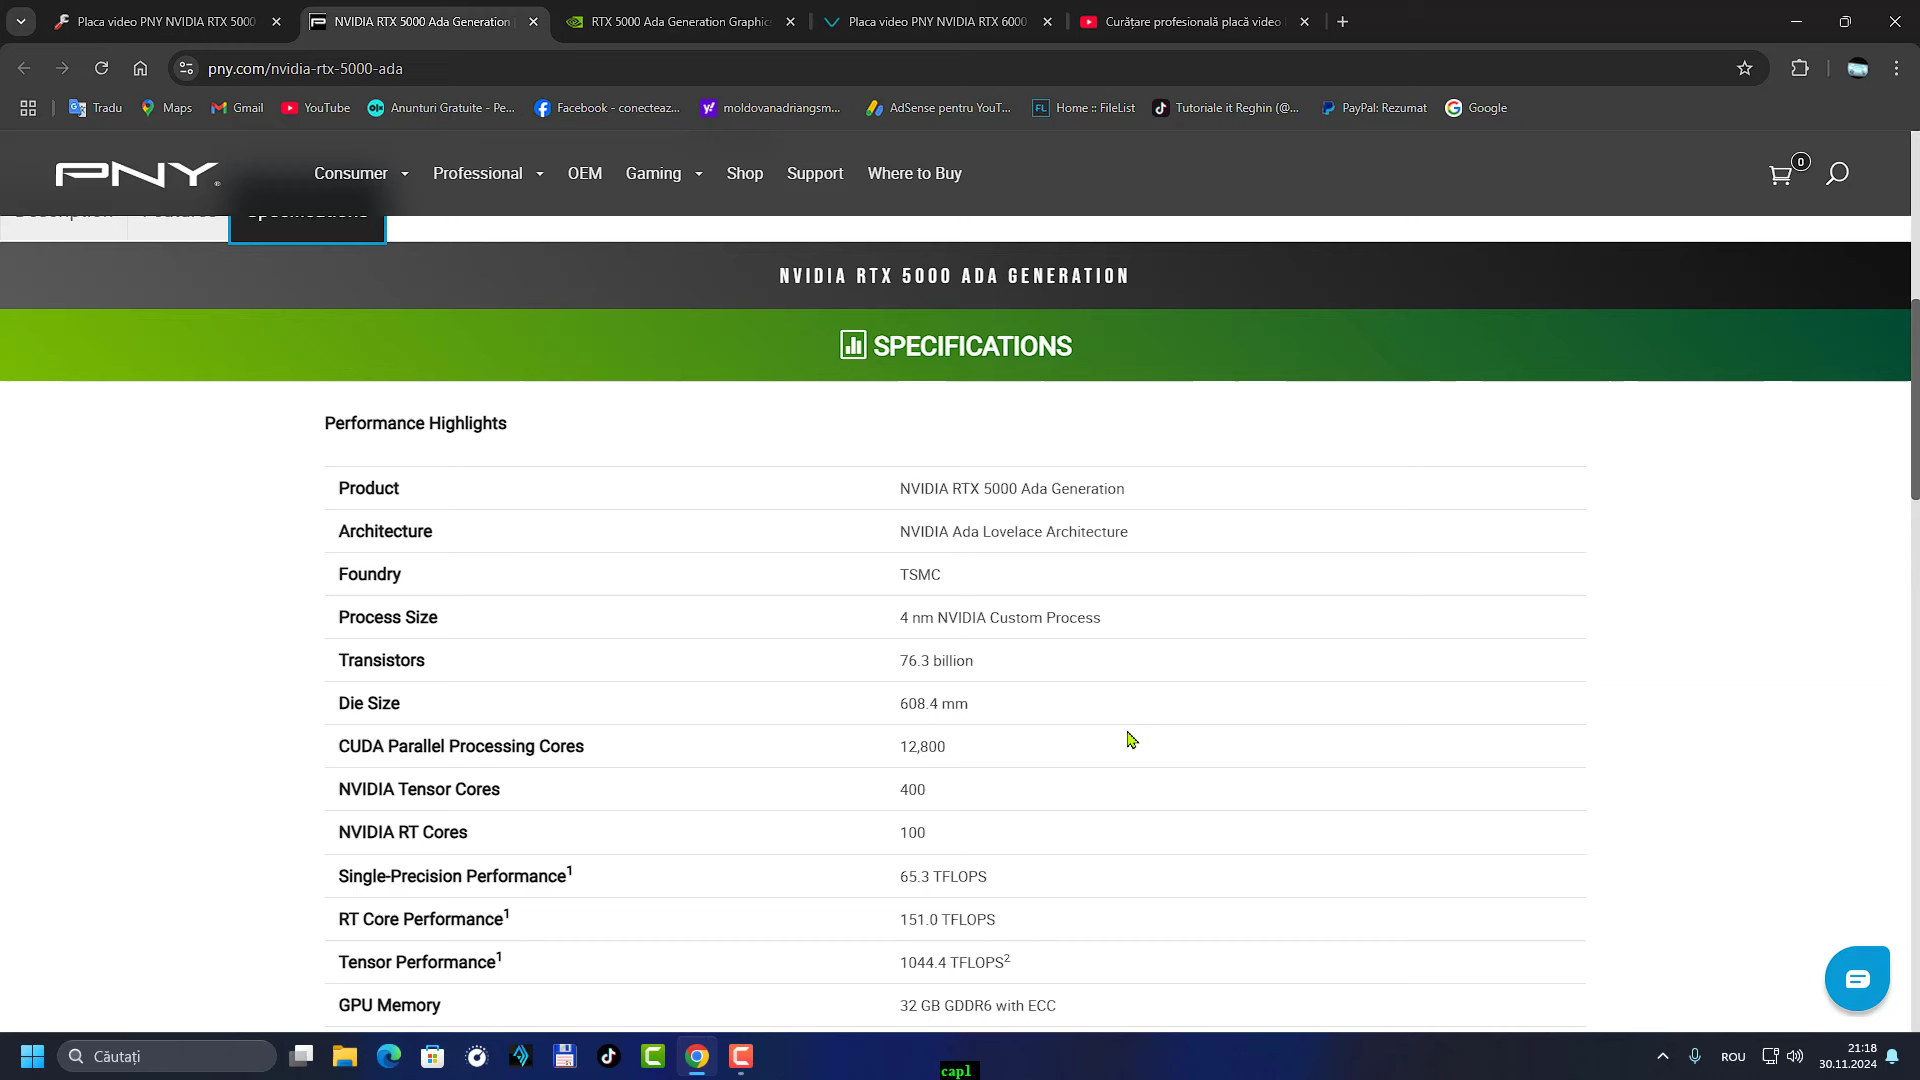 Placa video PNY NVIDIA RTX 5000
NVIDIA RTX 5000 Ada Generation
RTX 5000 Ada Generation Graphic
Placa video PNY NVIDIA RTX 6000
Curățare profesională placă video
pny.com/nvidia-rtx-5000-ada
Tradu
Maps
Gmail
YouTube
Anunturi Gratuite - Pe...
Facebook - conecteaz...
moldovanadriangsm...
AdSense pentru YouT...
Home :: FileList
Tutoriale it Reghin (@...
PayPal: Rezumat
Google
PNY
Consumer
Professional
OEM
Gaming
Shop
Support
Where to Buy
0
Description
Features
Specifications
NVIDIA RTX 5000 ADA GENERATION
SPECIFICATIONS
Performance Highlights
Product NVIDIA RTX 5000 Ada Generation
Architecture NVIDIA Ada Lovelace Architecture
Foundry TSMC
Process Size 4 nm NVIDIA Custom Process
Transistors 76.3 billion
Die Size 608.4 mm
CUDA Parallel Processing Cores 12,800
NVIDIA Tensor Cores 400
NVIDIA RT Cores 100
Single-Precision Performance1 65.3 TFLOPS
RT Core Performance1 151.0 TFLOPS
Tensor Performance1 1044.4 TFLOPS2
GPU Memory 32 GB GDDR6 with ECC
Căutați
capl
ROU
21:18
30.11.2024